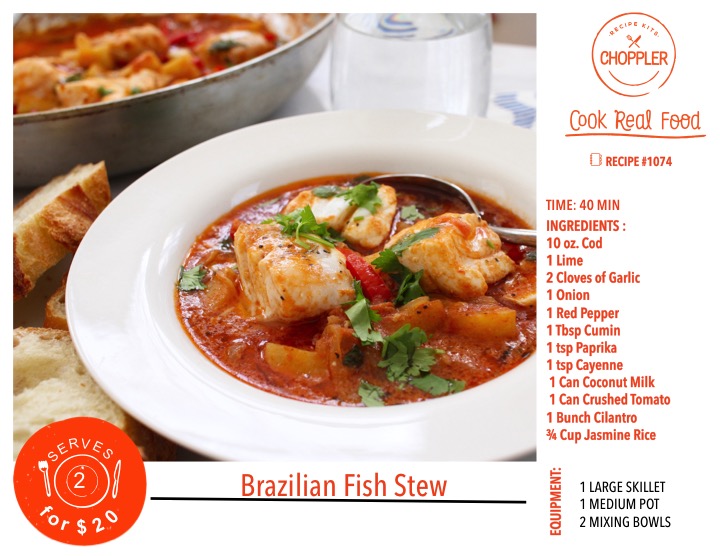 RECIPE KITS
CHOPPLER
Cook Real Food
RECIPE #1074
TIME: 40 MIN
INGREDIENTS :
10 oz. Cod
1 Lime
2 Cloves of Garlic
1 Onion
1 Red Pepper
1 Tbsp Cumin
1 tsp Paprika
1 tsp Cayenne
1 Can Coconut Milk
1 Can Crushed Tomato
1 Bunch Cilantro
¾ Cup Jasmine Rice
SERVES
2
for $20
Brazilian Fish Stew
EQUIPMENT:
1 LARGE SKILLET
1 MEDIUM POT
2 MIXING BOWLS